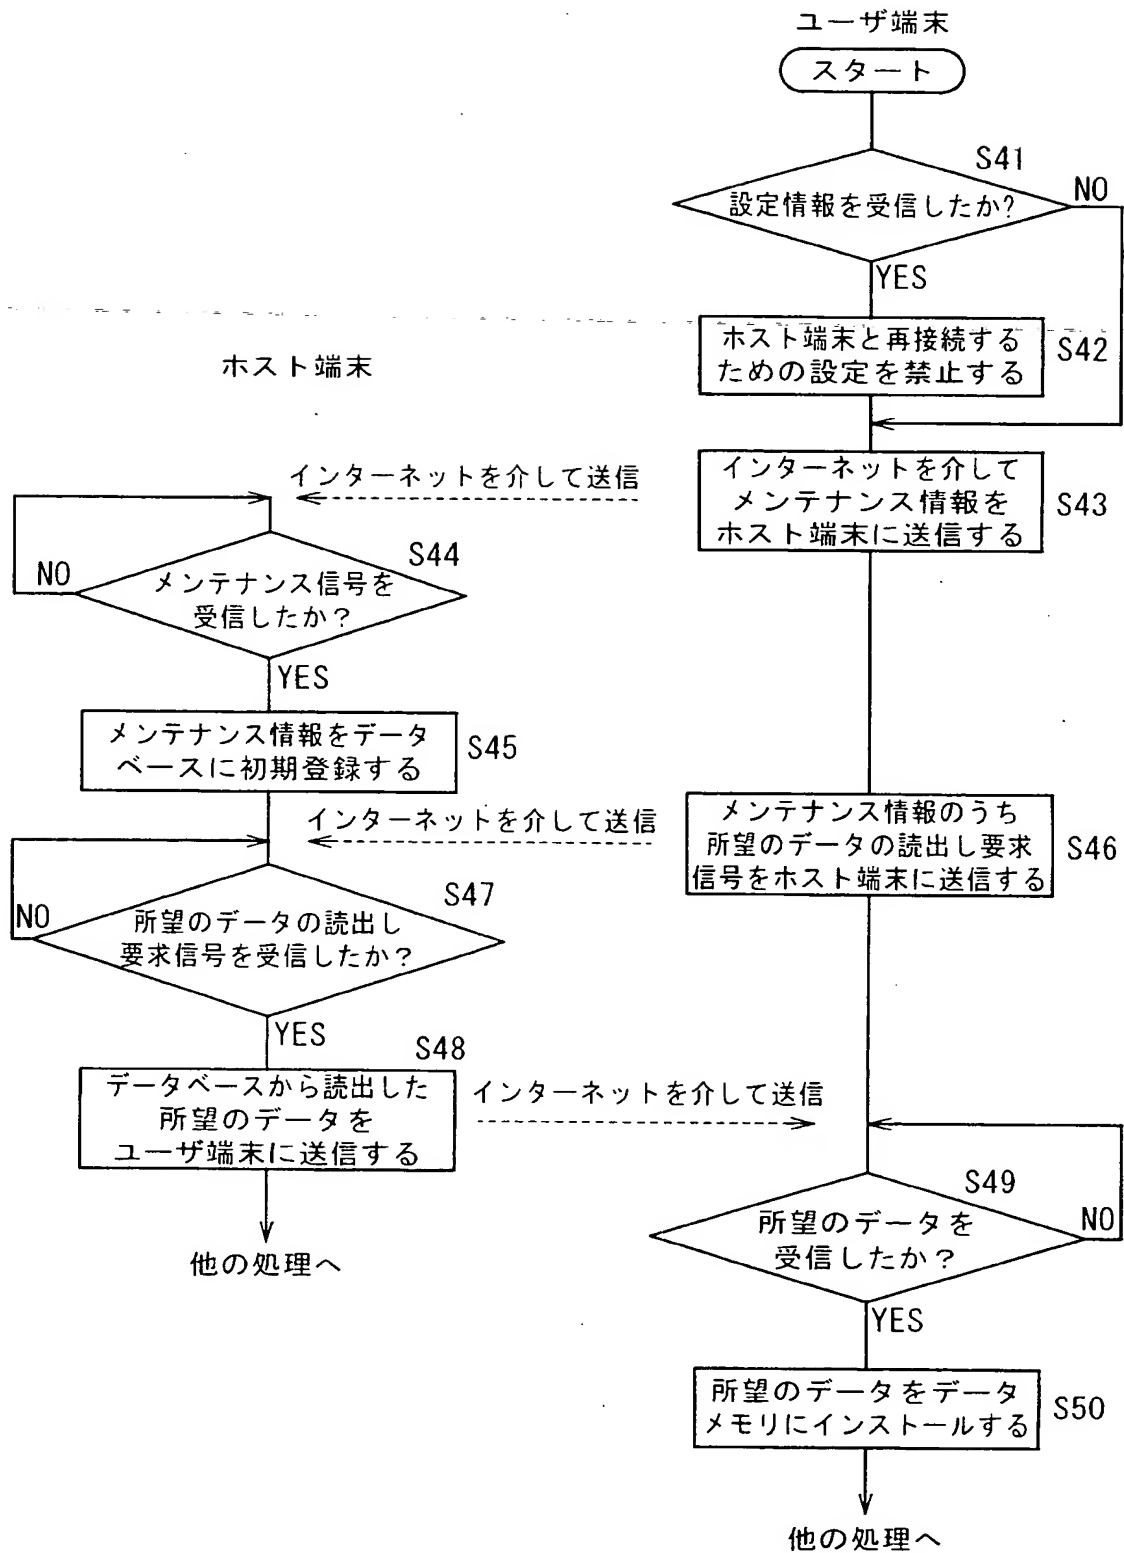 ユーザ端末
スタート
S41
設定情報を受信したか?
NO
YES
ホスト端末と再接続する
ための設定を禁止する
S42
ホスト端末
インターネットを介して
メンテナンス情報を
ホスト端末に送信する
S43
インターネットを介して送信
S44
メンテナンス信号を
受信したか?
NO
YES
メンテナンス情報をデータ
ベースに初期登録する
S45
メンテナンス情報のうち
所望のデータの読出し要求
信号をホスト端末に送信する
S46
インターネットを介して送信
S47
所望のデータの読出し
要求信号を受信したか?
NO
YES
S48
データベースから読出した
所望のデータを
ユーザ端末に送信する
インターネットを介して送信
他の処理へ
S49
所望のデータを
受信したか?
NO
YES
所望のデータをデータ
メモリにインストールする
S50
他の処理へ